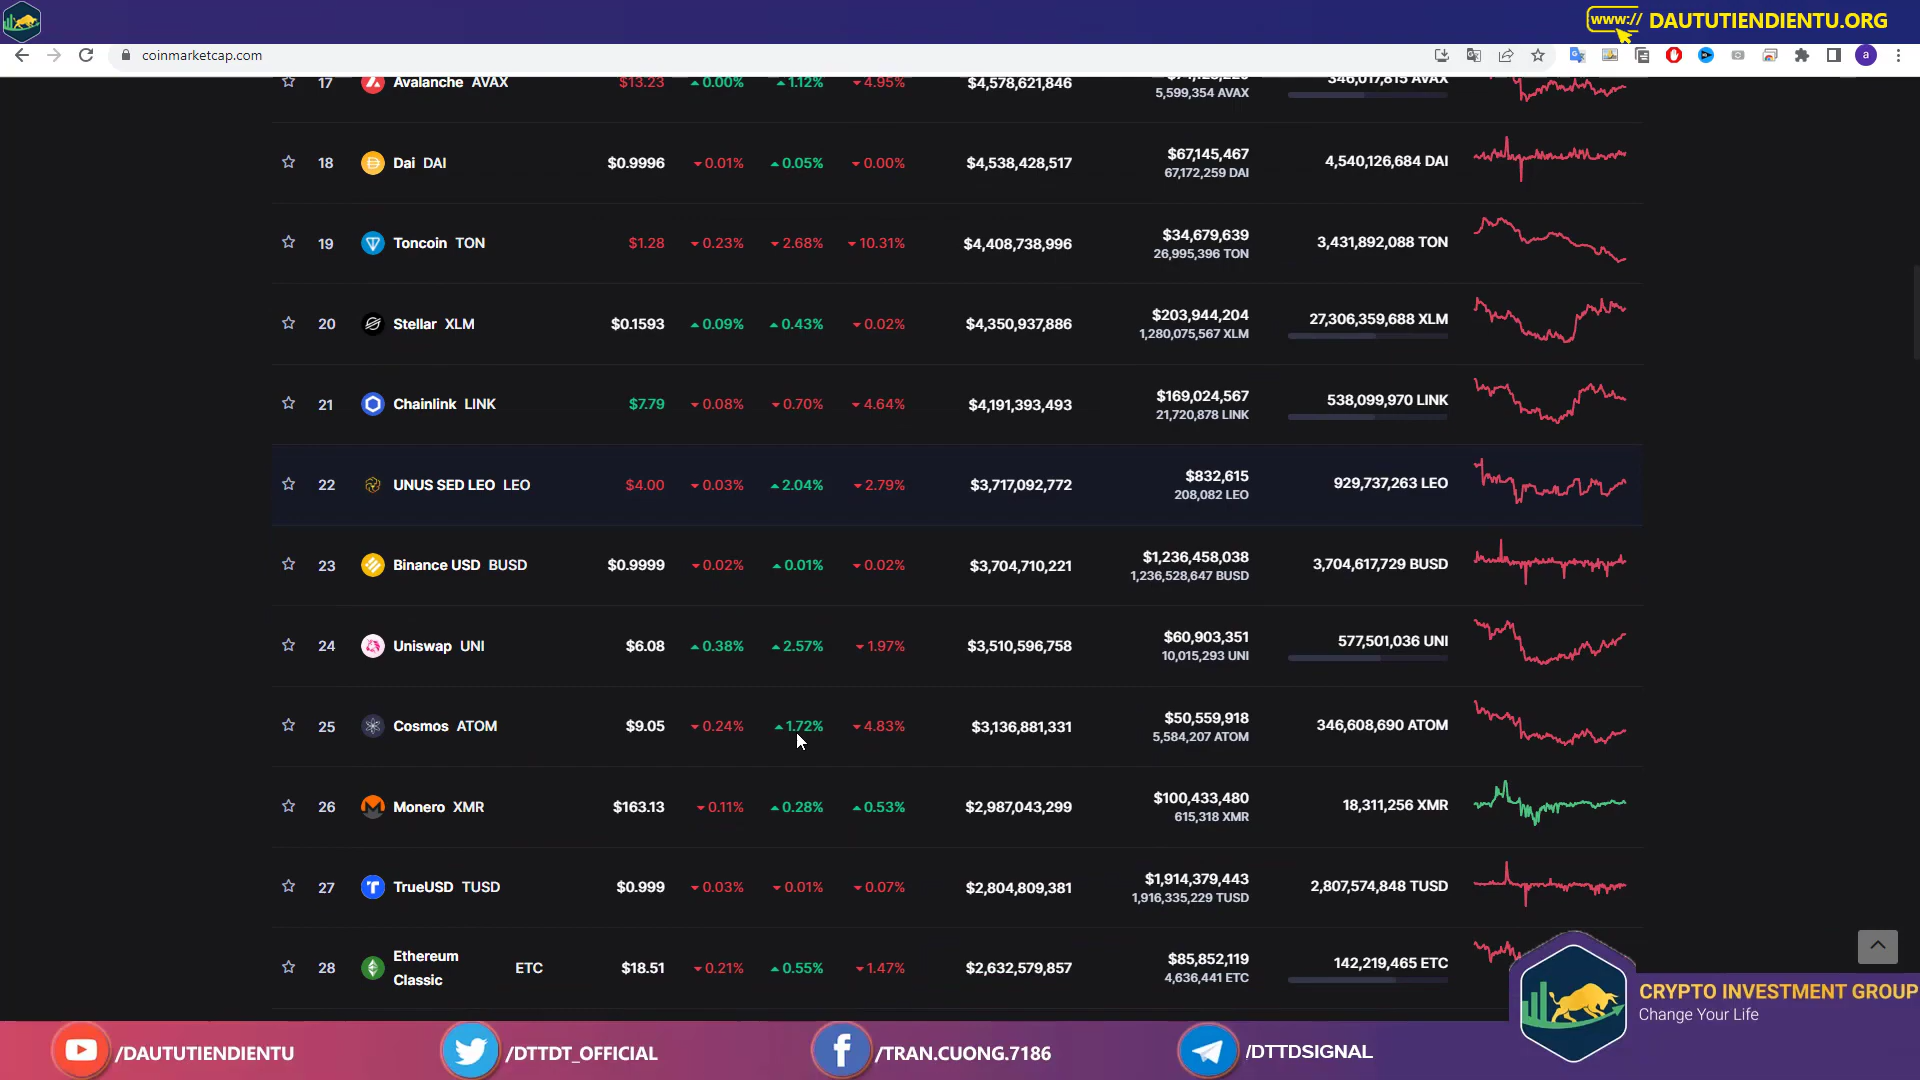 www.// DAUTUTIENDIENTU.ORG
coinmarketcap.com
a
17 Avalanche AVAX $13.23 0.00% 1.12% 4.95% $4,578,621,846 346,017,815 AVAX
5,599,354 AVAX
18 Dai DAI $0.9996 0.01% 0.05% 0.00% $4,538,428,517 $67,145,467 4,540,126,684 DAI
67,172,259 DAI
19 Toncoin TON $1.28 0.23% 2.68% 10.31% $4,408,738,996 $34,679,639 3,431,892,088 TON
26,995,396 TON
20 Stellar XLM $0.1593 0.09% 0.43% 0.02% $4,350,937,886 $203,944,204 27,306,359,688 XLM
1,280,075,567 XLM
21 Chainlink LINK $7.79 0.08% 0.70% 4.64% $4,191,393,493 $169,024,567 538,099,970 LINK
21,720,878 LINK
22 UNUS SED LEO LEO $4.00 0.03% 2.04% 2.79% $3,717,092,772 $832,615 929,737,263 LEO
208,082 LEO
23 Binance USD BUSD $0.9999 0.02% 0.01% 0.02% $3,704,710,221 $1,236,458,038 3,704,617,729 BUSD
1,236,528,647 BUSD
24 Uniswap UNI $6.08 0.38% 2.57% 1.97% $3,510,596,758 $60,903,351 577,501,036 UNI
10,015,293 UNI
25 Cosmos ATOM $9.05 0.24% 1.72% 4.83% $3,136,881,331 $50,559,918 346,608,690 ATOM
5,584,207 ATOM
26 Monero XMR $163.13 0.11% 0.28% 0.53% $2,987,043,299 $100,433,480 18,311,256 XMR
615,318 XMR
27 TrueUSD TUSD $0.999 0.03% 0.01% 0.07% $2,804,809,381 $1,914,379,443 2,807,574,848 TUSD
1,916,335,229 TUSD
28 Ethereum Classic ETC $18.51 0.21% 0.55% 1.47% $2,632,579,857 $85,852,119 142,219,465 ETC
4,636,441 ETC
CRYPTO INVESTMENT GROUP
Change Your Life
/DAUTUTIENDIENTU /DTTDT_OFFICIAL /TRAN.CUONG.7186 /DTTDSIGNAL